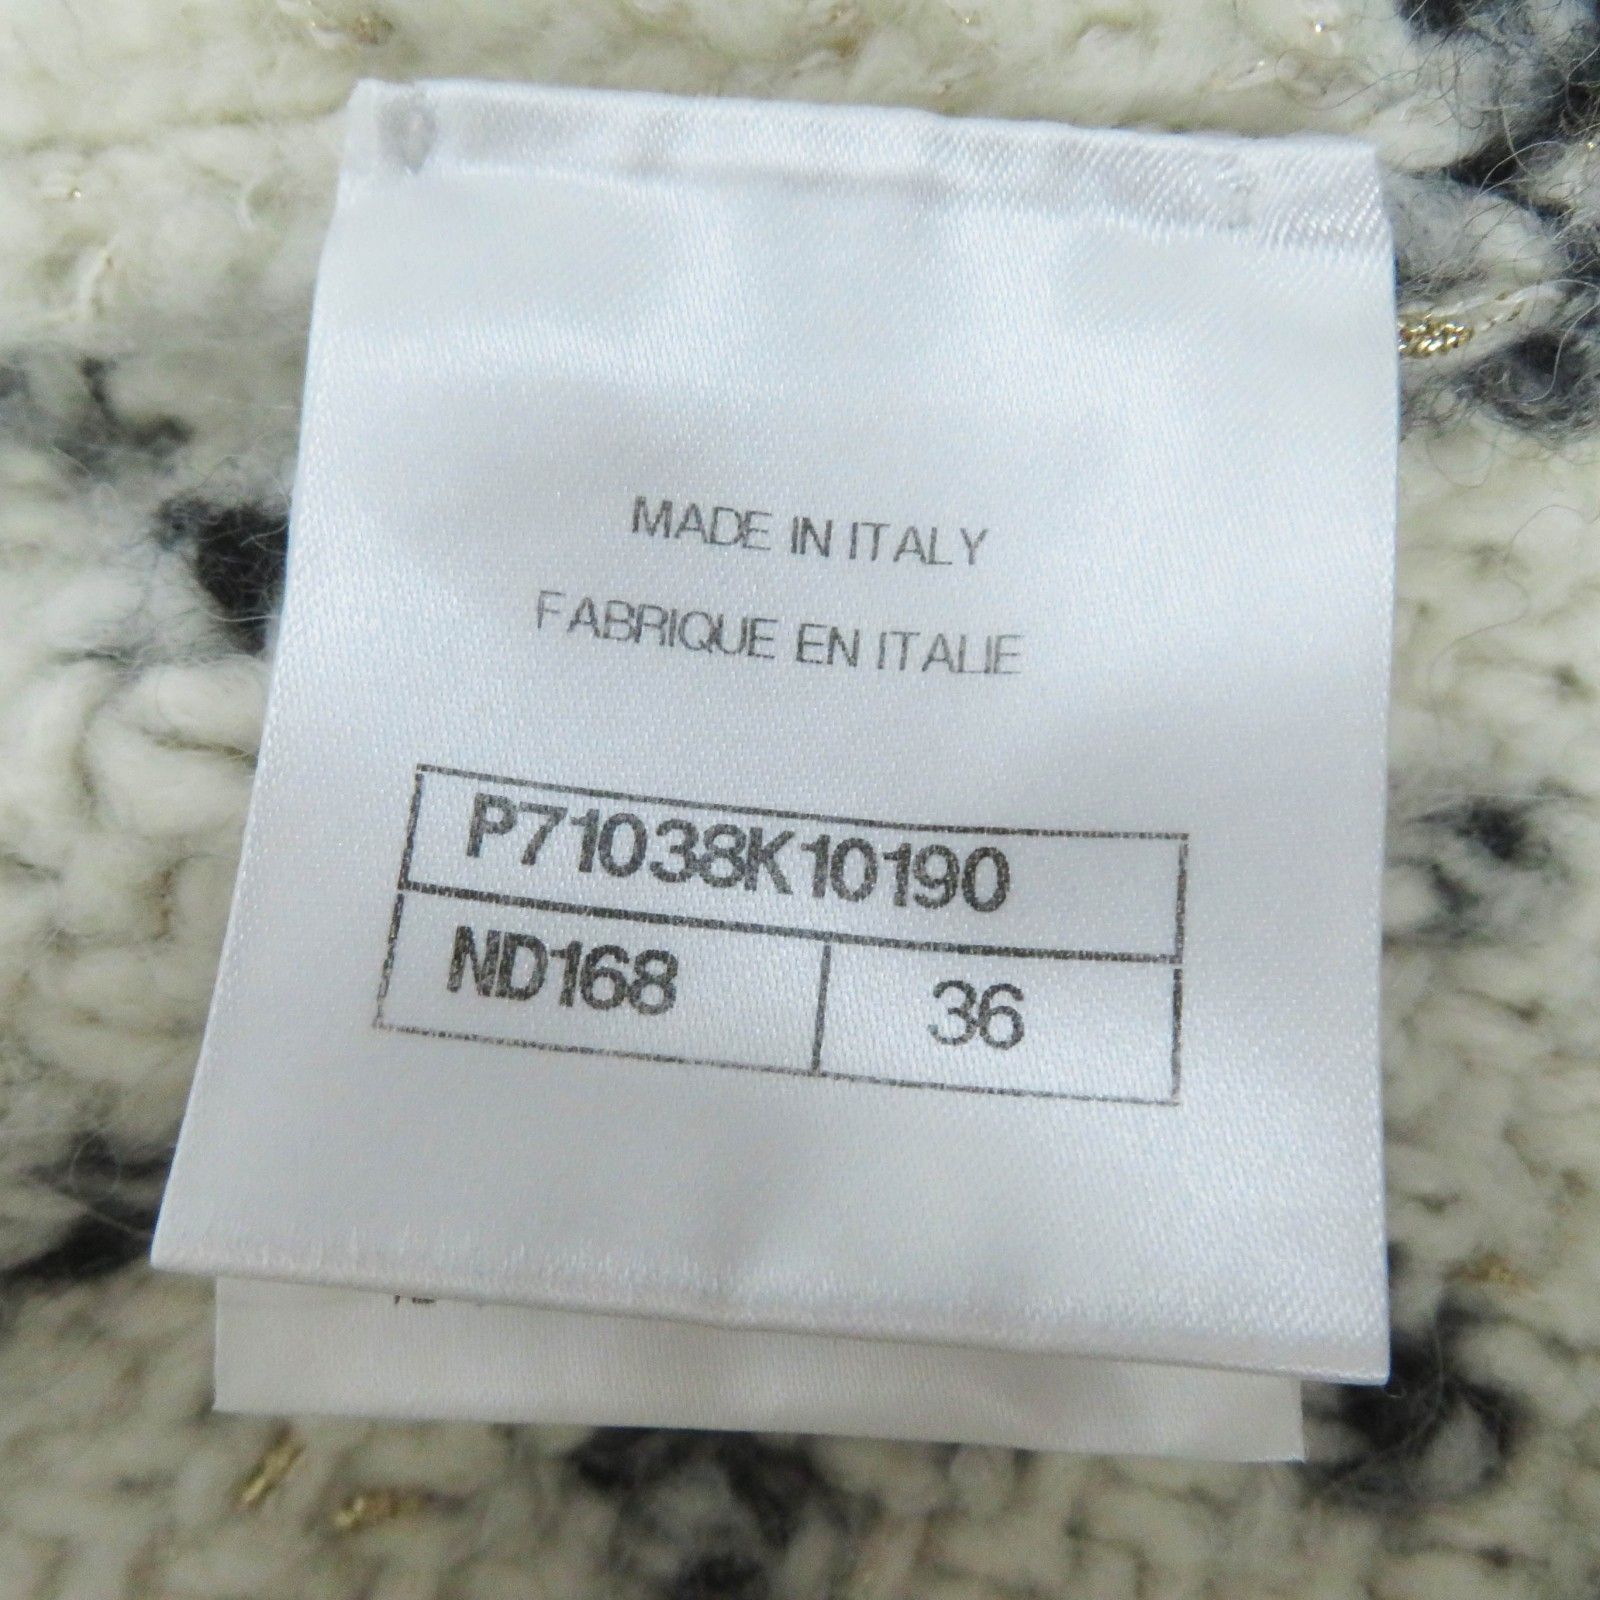 MADE IN ITALY
FABRIQUE EN ITALIE
P71038K10190
ND168 36